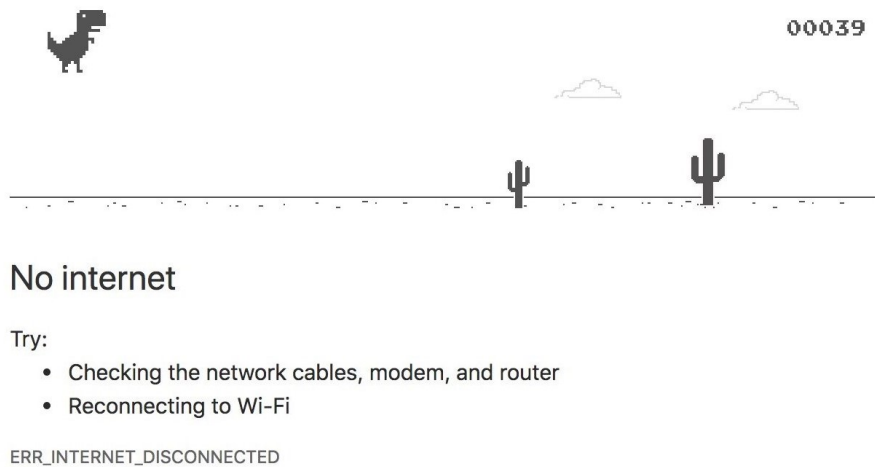 00039
No internet
Try:
• Checking the network cables, modem, and router
• Reconnecting to Wi-Fi
ERR_INTERNET_DISCONNECTED